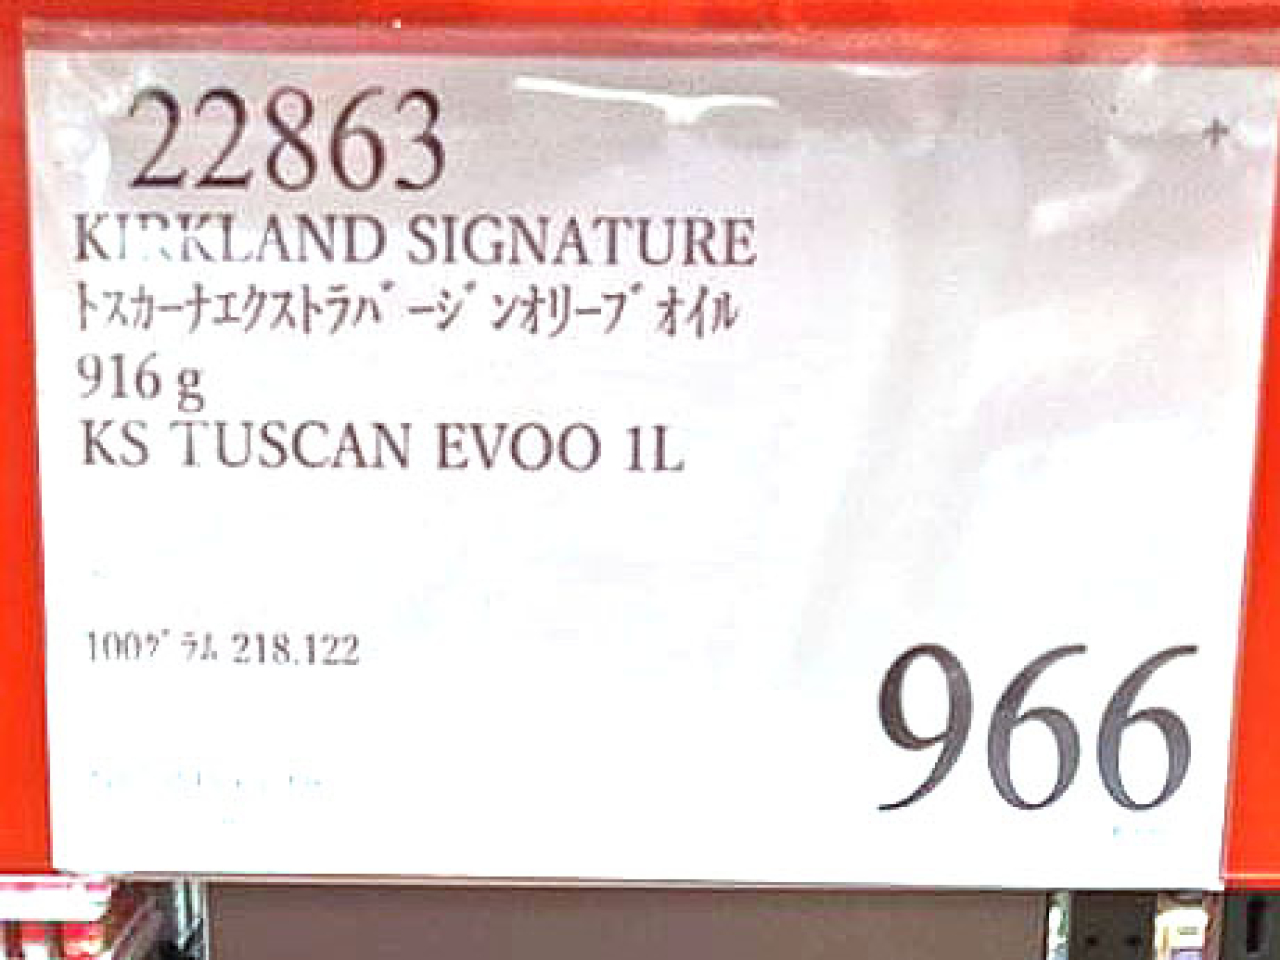 22863
KIRKLAND SIGNATURE
トスカーナエクストラバージンオリーブオイル
916 g
KS TUSCAN EVOO 1L
100グラム 218.122
966